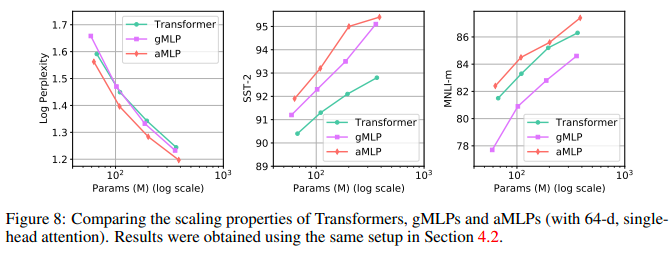 1.7
1.6
1.5
1.4
1.3
1.2
Log Perplexity
Transformer
gMLP
aMLP
10²
10³
Params (M) (log scale)
95
94
93
92
91
90
89
SST-2
Transformer
gMLP
aMLP
10²
10³
Params (M) (log scale)
86
84
82
80
78
MNLI-m
Transformer
gMLP
aMLP
10²
10³
Params (M) (log scale)
Figure 8: Comparing the scaling properties of Transformers, gMLPs and aMLPs (with 64-d, single-
head attention). Results were obtained using the same setup in Section 4.2.